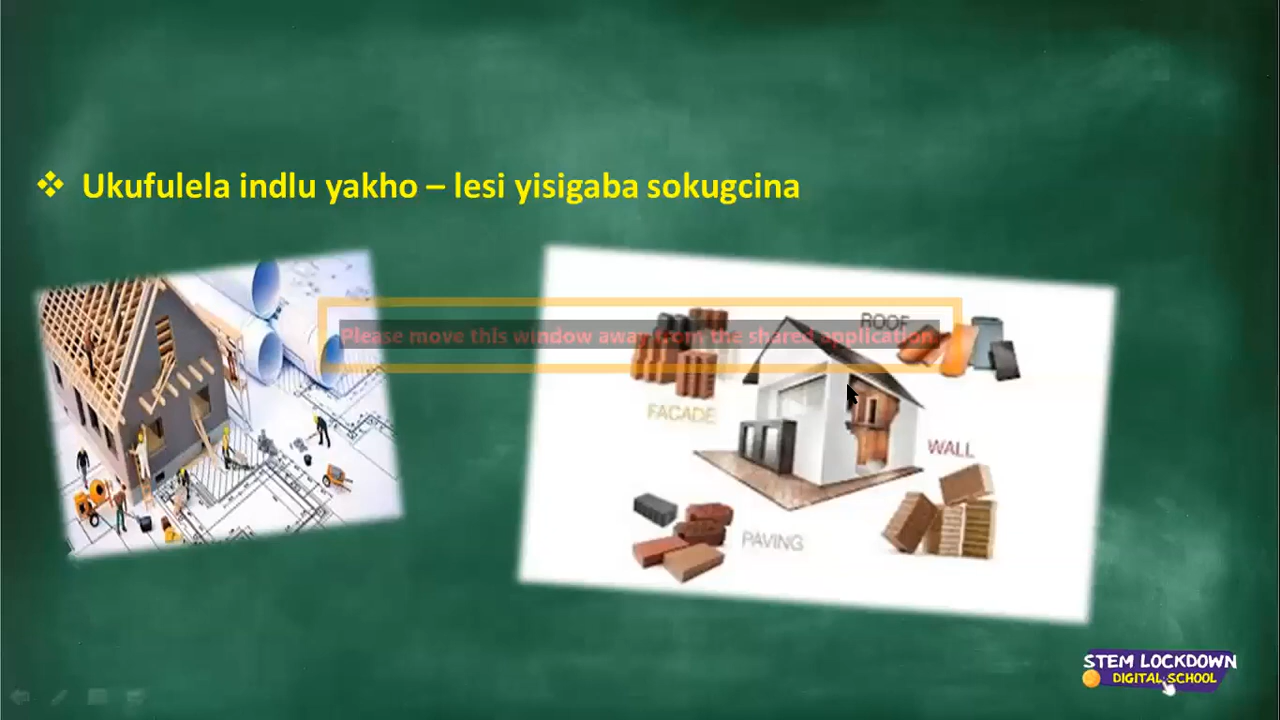 ❖ Ukufulela indlu yakho – lesi yisigaba sokugcina
Please move this window away from the shared application.
ROOF
FACADE
WALL
PAVING
STEM LOCKDOWN
DIGITAL SCHOOL